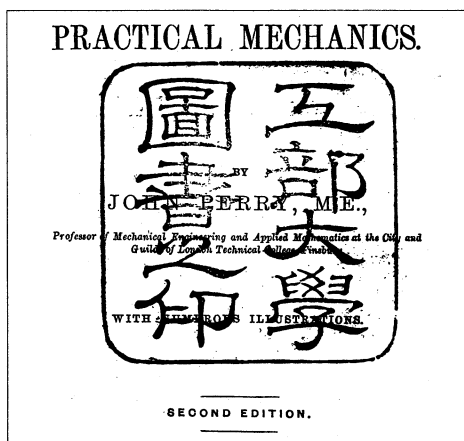 PRACTICAL MECHANICS.
工部大學
圖書之印
BY
JOHN PERRY, M.E.,
Professor of Mechanical Engineering and Applied Mathematics at the City and
Guilds of London Technical College, Finsbury.
WITH NUMEROUS ILLUSTRATIONS.
SECOND EDITION.